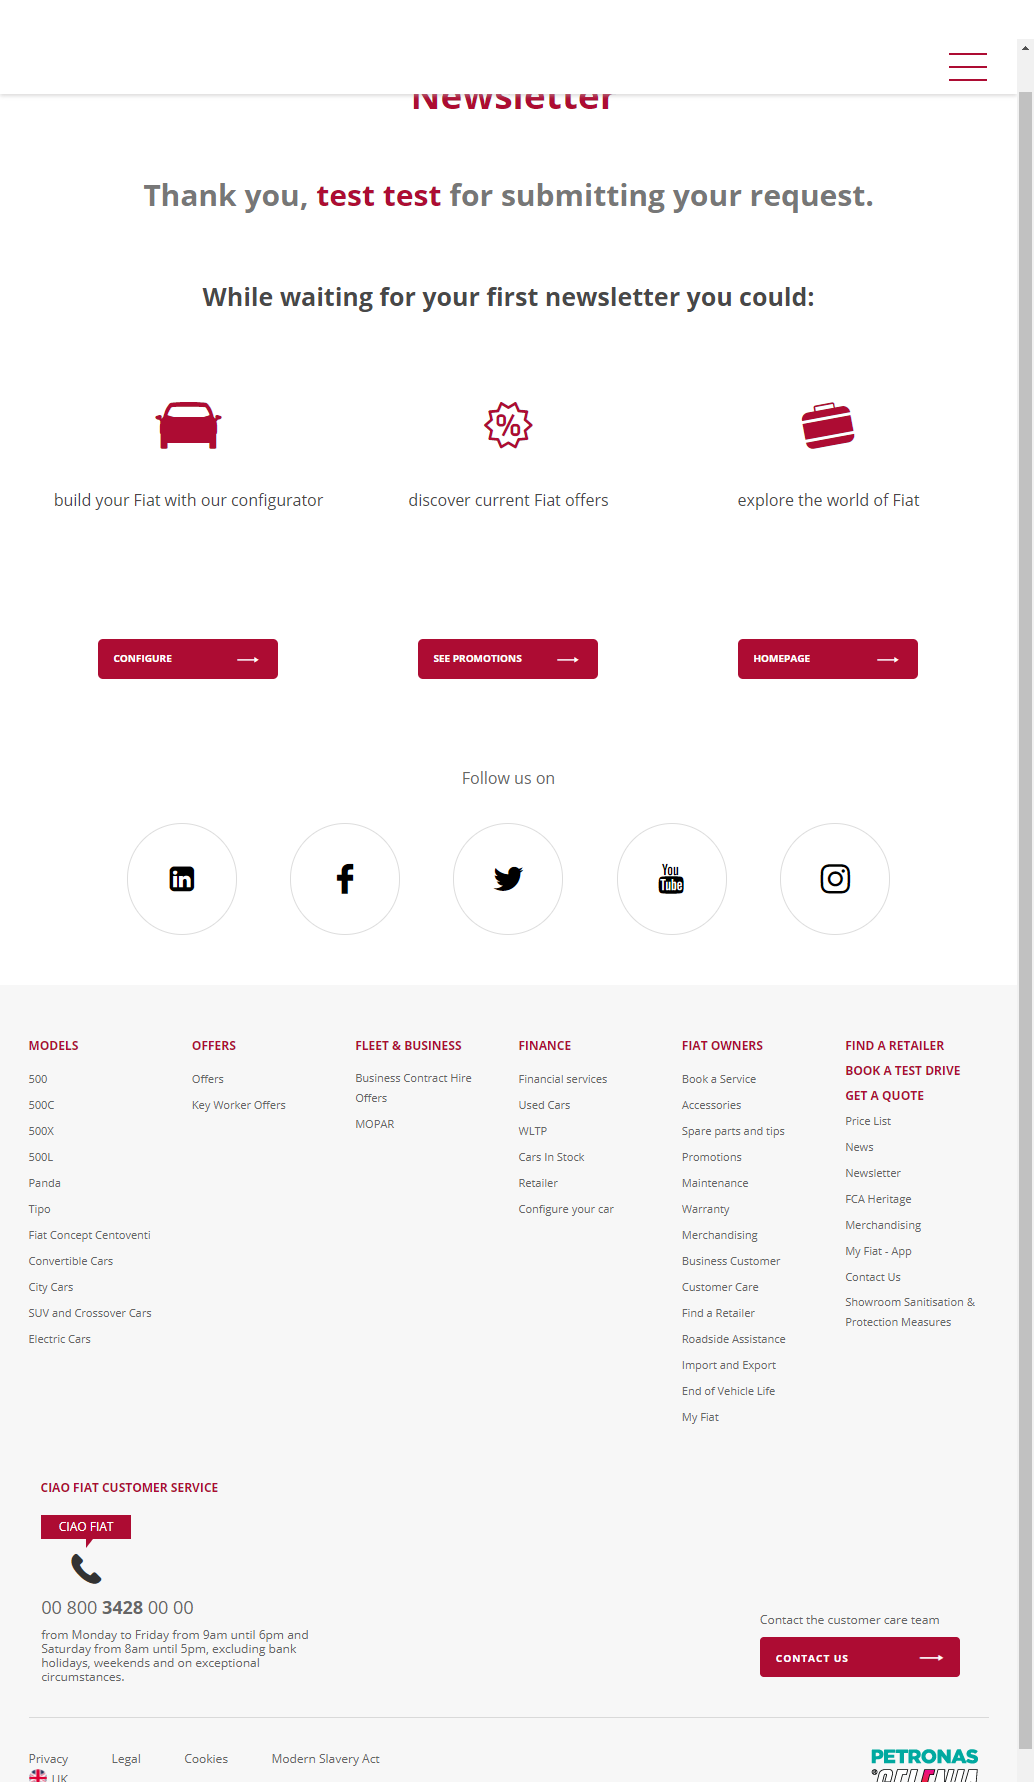 Newsletter
Thank you, test test for submitting your request.
While waiting for your first newsletter you could:
build your Fiat with our configurator
discover current Fiat offers
explore the world of Fiat
CONFIGURE
SEE PROMOTIONS
HOMEPAGE
Follow us on
in
f
You
Tube
MODELS
500
500C
500X
500L
Panda
Tipo
Fiat Concept Centoventi
Convertible Cars
City Cars
SUV and Crossover Cars
Electric Cars
OFFERS
Offers
Key Worker Offers
FLEET & BUSINESS
Business Contract Hire
Offers
MOPAR
FINANCE
Financial services
Used Cars
WLTP
Cars In Stock
Retailer
Configure your car
FIAT OWNERS
Book a Service
Accessories
Spare parts and tips
Promotions
Maintenance
Warranty
Merchandising
Business Customer
Customer Care
Find a Retailer
Roadside Assistance
Import and Export
End of Vehicle Life
My Fiat
FIND A RETAILER
BOOK A TEST DRIVE
GET A QUOTE
Price List
News
Newsletter
FCA Heritage
Merchandising
My Fiat - App
Contact Us
Showroom Sanitisation &
Protection Measures
CIAO FIAT CUSTOMER SERVICE
CIAO FIAT
00 800 3428 00 00
from Monday to Friday from 9am until 6pm and
Saturday from 8am until 5pm, excluding bank
holidays, weekends and on exceptional
circumstances.
Contact the customer care team
CONTACT US
Privacy
Legal
Cookies
Modern Slavery Act
UK
PETRONAS
SELENIA